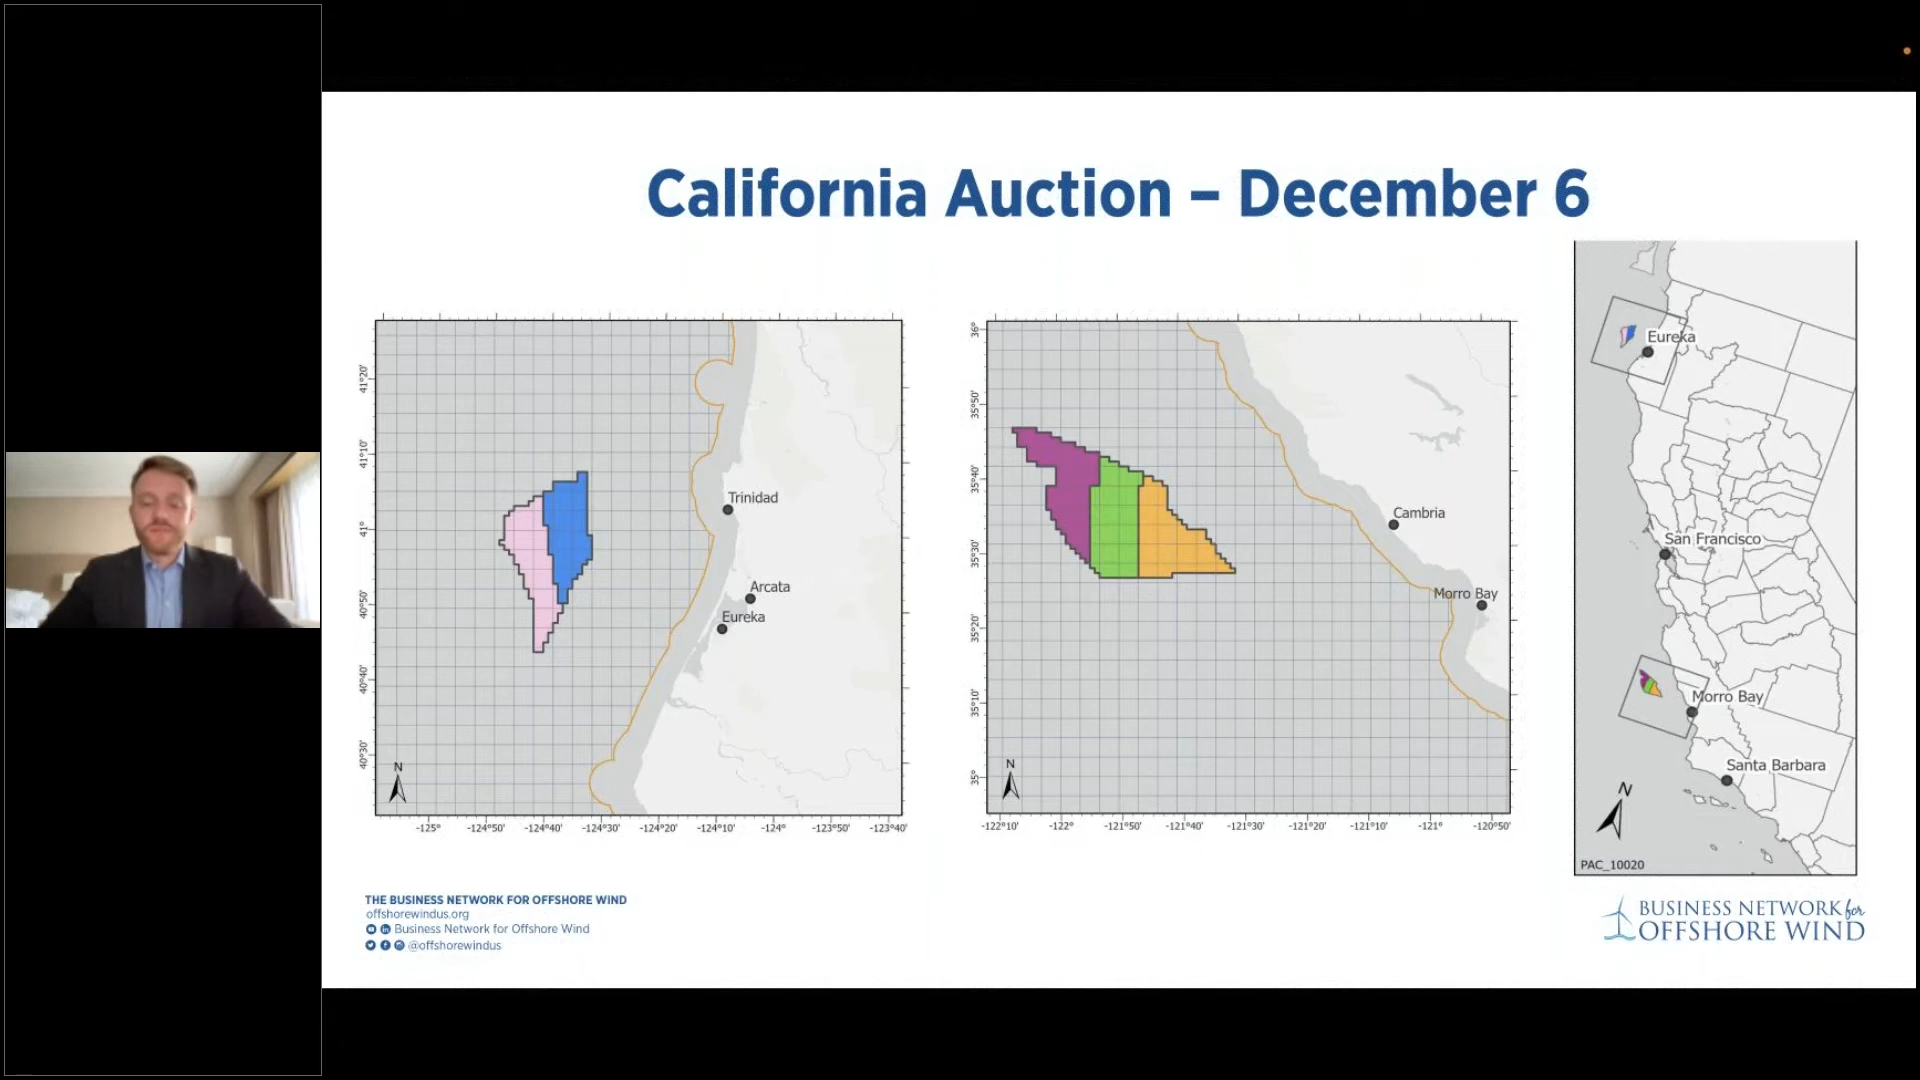 California Auction – December 6
41°20'
41°10'
41°
40°50'
40°40'
40°30'
Trinidad
Arcata
Eureka
N
-125°
-124°50'
-124°40'
-124°30'
-124°20'
-124°10'
-124°
-123°50'
-123°40'
36°
35°50'
35°40'
35°30'
35°20'
35°10'
35°
Cambria
Morro Bay
N
-122°10'
-122°
-121°50'
-121°40'
-121°30'
-121°20'
-121°10'
-121°
-120°50'
Eureka
San Francisco
Morro Bay
Santa Barbara
N
PAC_10020
THE BUSINESS NETWORK FOR OFFSHORE WIND
offshorewindus.org
Business Network for Offshore Wind
@offshorewindus
BUSINESS NETWORK for
OFFSHORE WIND